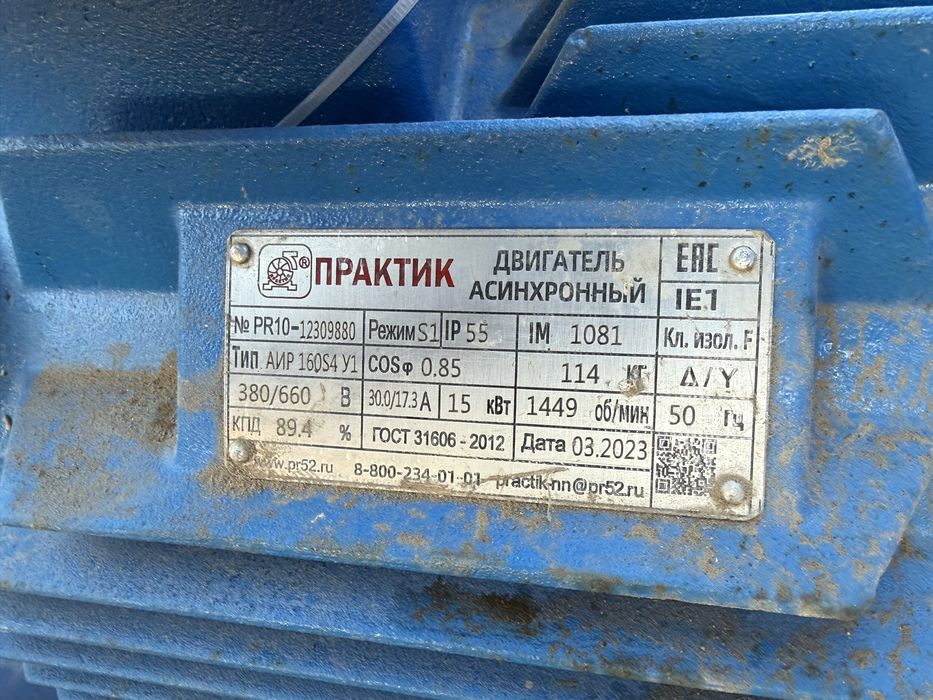 ® ПРАКТИК
ДВИГАТЕЛЬ
АСИНХРОННЫЙ
ЕАС
IE1
№ PR10-12309880 Режим S1 IP 55 IM 1081 Кл. изол. F
Тип АИР 160S4 У1 COSφ 0.85 114 КГ Δ/Y
380/660 В 30.0/17.3 А 15 кВт 1449 об/мин 50 Гц
КПД 89.4 % ГОСТ 31606 - 2012 Дата 03.2023
www.pr52.ru 8-800-234-01-01 practik-nn@pr52.ru